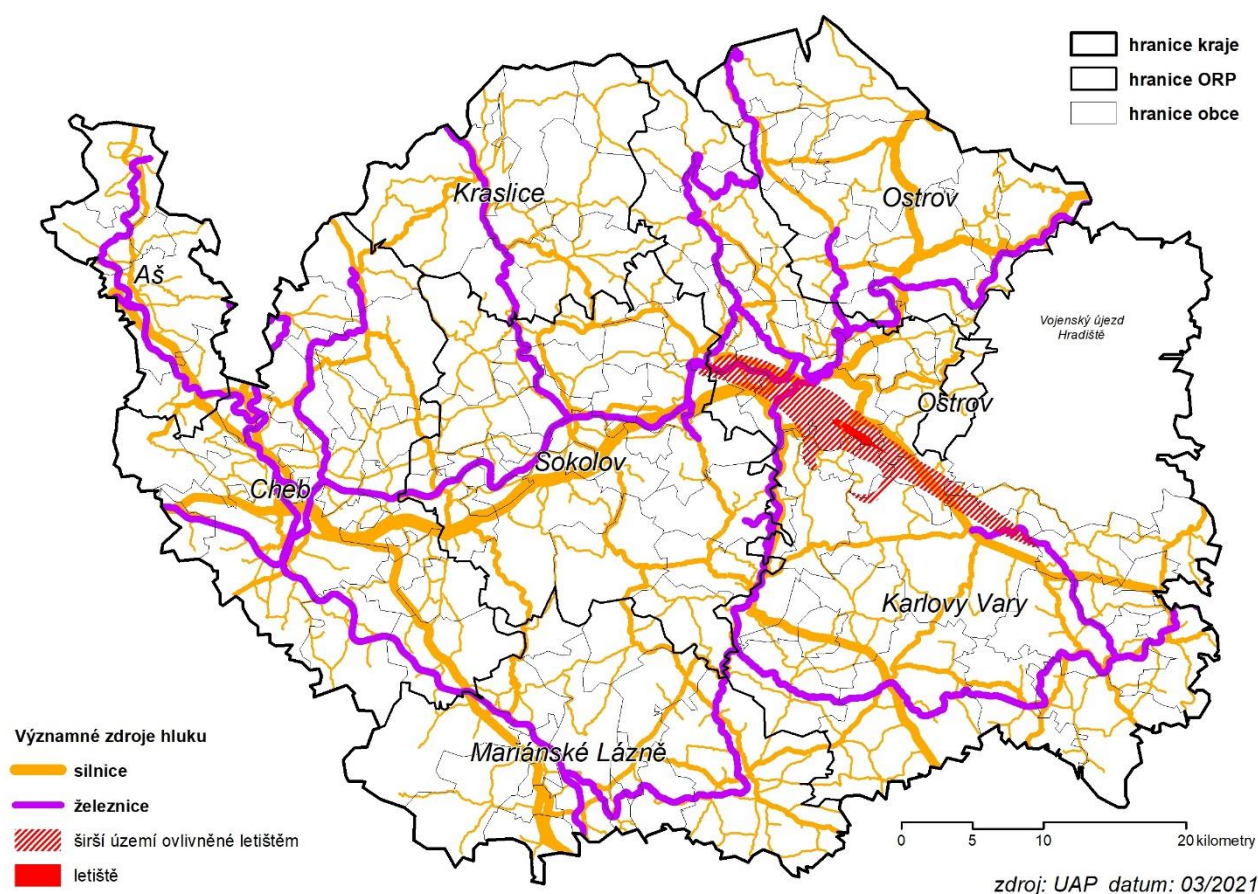 hranice kraje
hranice ORP
hranice obce
Kraslice
Ostrov
Aš
Vojenský újezd
Hradiště
Ostrov
Sokolov
Cheb
Karlovy Vary
Mariánské Lázně
Významné zdroje hluku
silnice
železnice
širší území ovlivněné letištěm
letiště
0 5 10 20 kilometry
zdroj: UAP datum: 03/2021